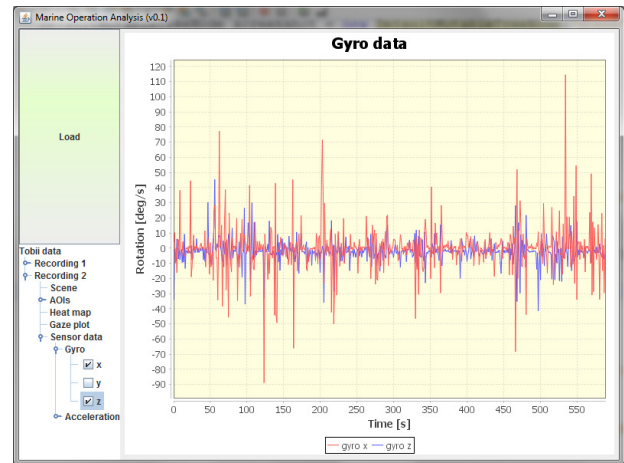 Marine Operation Analysis (v0.1)
Load
Tobii data
Recording 1
Recording 2
Scene
AOIs
Heat map
Gaze plot
Sensor data
Gyro
x
y
z
Acceleration
Gyro data
Rotation [deg/s]
120
110
100
90
80
70
60
50
40
30
20
10
0
-10
-20
-30
-40
-50
-60
-70
-80
-90
0 50 100 150 200 250 300 350 400 450 500 550
Time [s]
gyro x gyro z